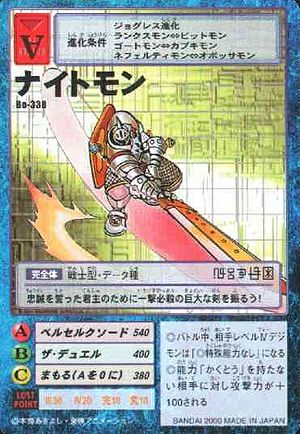 A
進化条件
ジョグレス進化
ランクスモン⇔ピットモン
ゴートモン⇔カブキモン
ネフェルティモン⇔オポッサモン
ナイトモン
Bo-338
完全体 戦士型・データ種
忠誠を誓った君主のために一撃必殺の巨大な剣を振るう!
A ベルセルクソード 540
B ザ・デュエル 400
C まもる(Aを0に) 380
LOST POINT
◎バトル中、相手レベルⅣデジ
モンは「◎特殊能力なし」になる
◎能力「かくとう」を持たな
い相手に対し攻撃力が+
100される
BANDAI 2000 MADE IN JAPAN